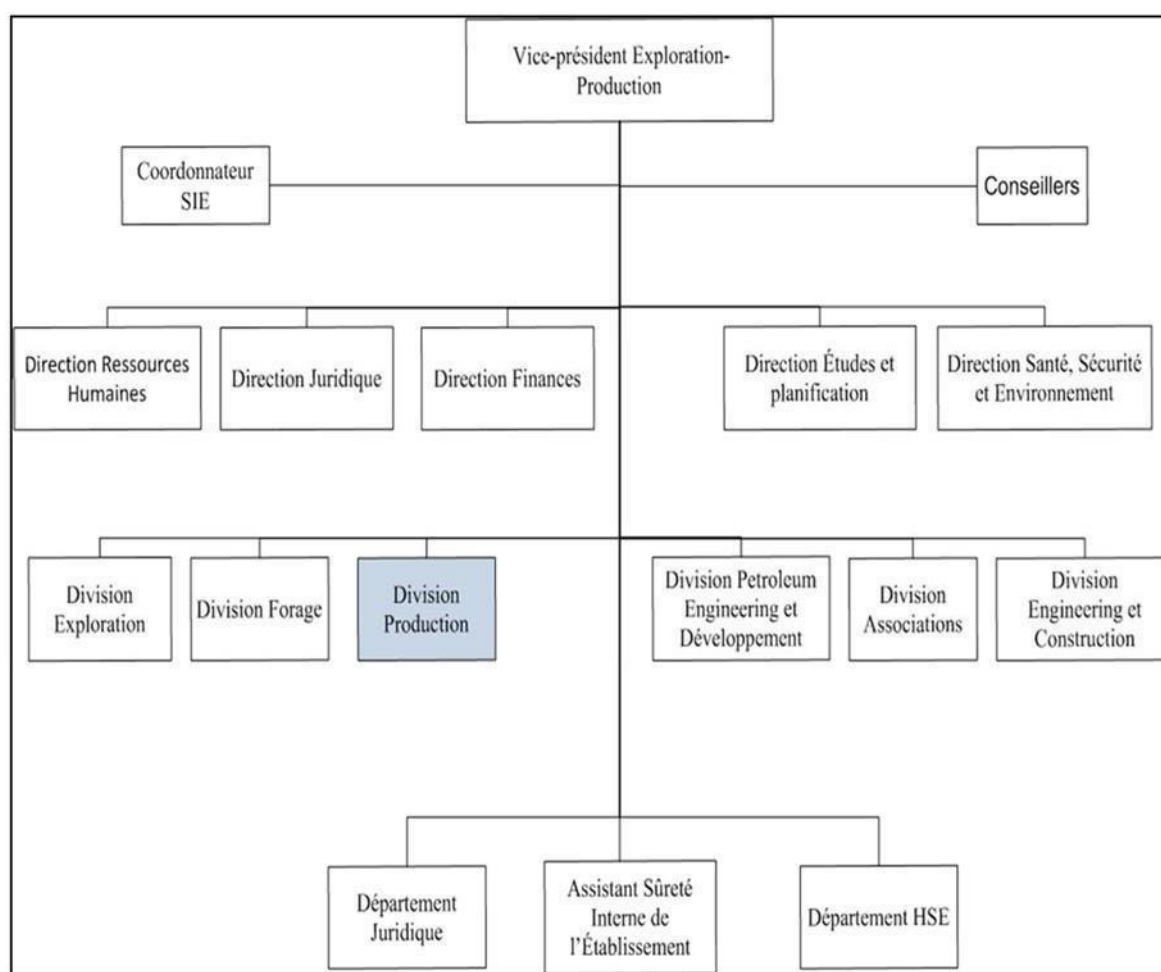 Vice-président Exploration-
Production
Coordonnateur
SIE
Conseillers
Direction Ressources
Humaines
Direction Juridique
Direction Finances
Direction Études et
planification
Direction Santé, Sécurité
et Environnement
Division
Exploration
Division Forage
Division
Production
Division Petroleum
Engineering et
Développement
Division
Associations
Division
Engineering et
Construction
Département
Juridique
Assistant Sûreté
Interne de
l’Établissement
Département HSE